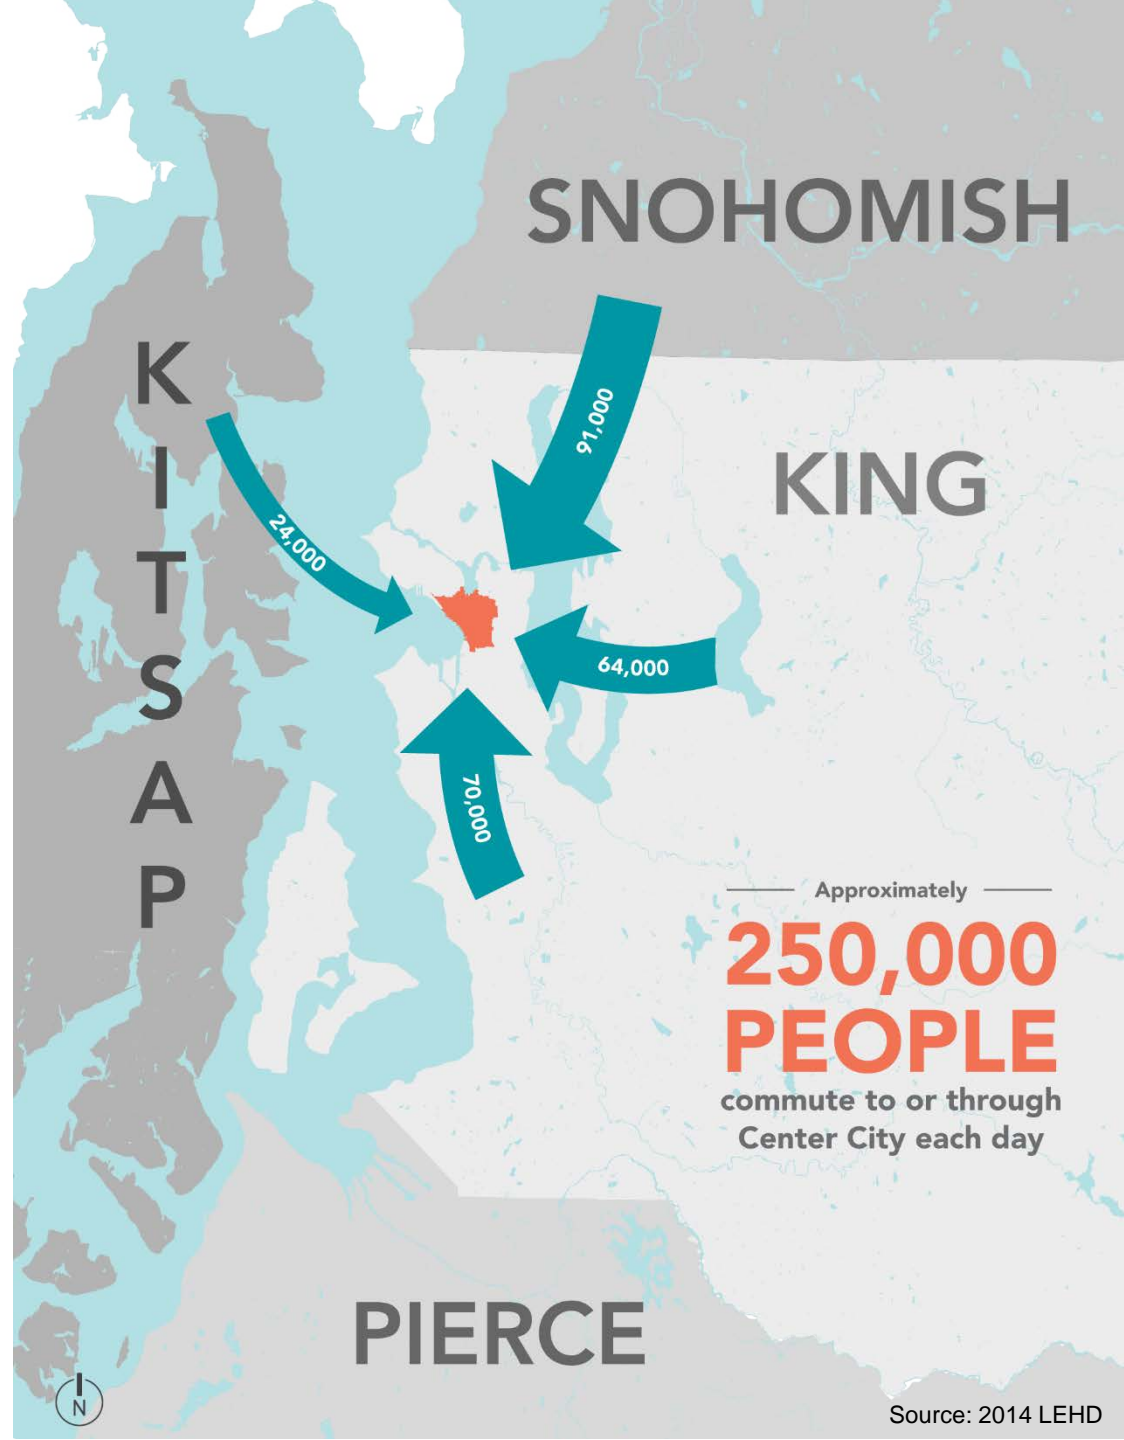 SNOHOMISH
KITSAP
91,000
KING
24,000
64,000
70,000
Approximately
250,000
PEOPLE
commute to or through
Center City each day
PIERCE
N
Source: 2014 LEHD